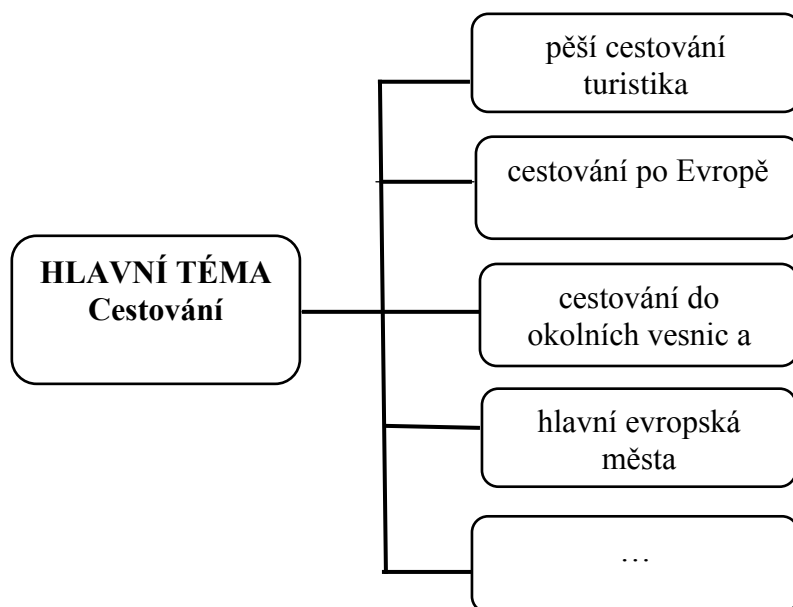 HLAVNÍ TÉMA
Cestování
pěší cestování
turistika
cestování po Evropě
cestování do
okolních vesnic a
hlavní evropská
města
…